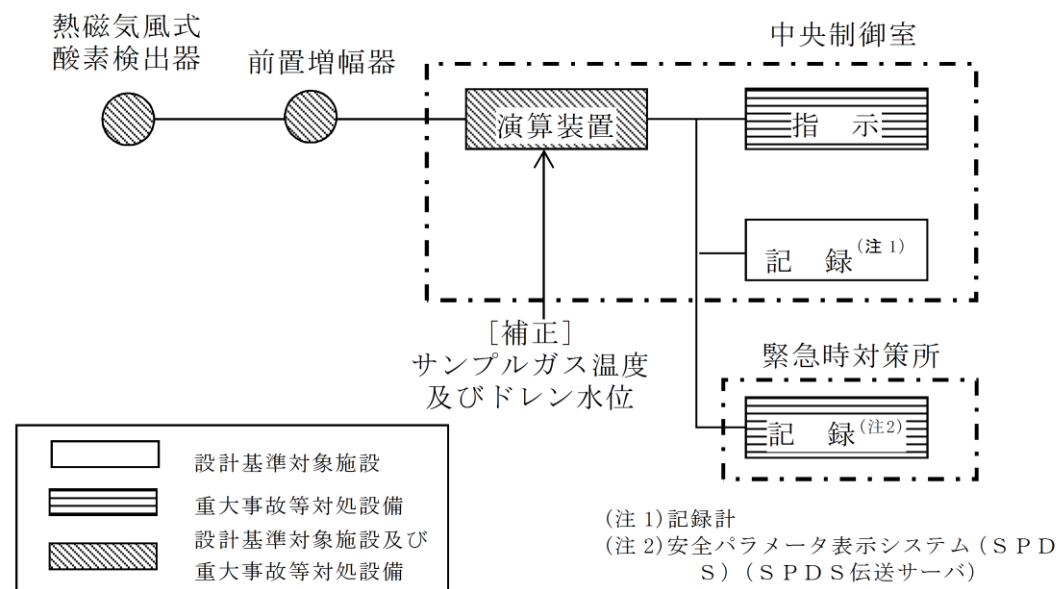 熱磁気風式
酸素検出器
前置増幅器
中央制御室
演算装置
指　示
記　録(注1)
[補正]
サンプルガス温度
及びドレン水位
緊急時対策所
記　録(注2)
設計基準対象施設
重大事故等対処設備
設計基準対象施設及び
重大事故等対処設備
(注1)記録計
(注2)安全パラメータ表示システム(ＳＰＤ
Ｓ)(ＳＰＤＳ伝送サーバ)